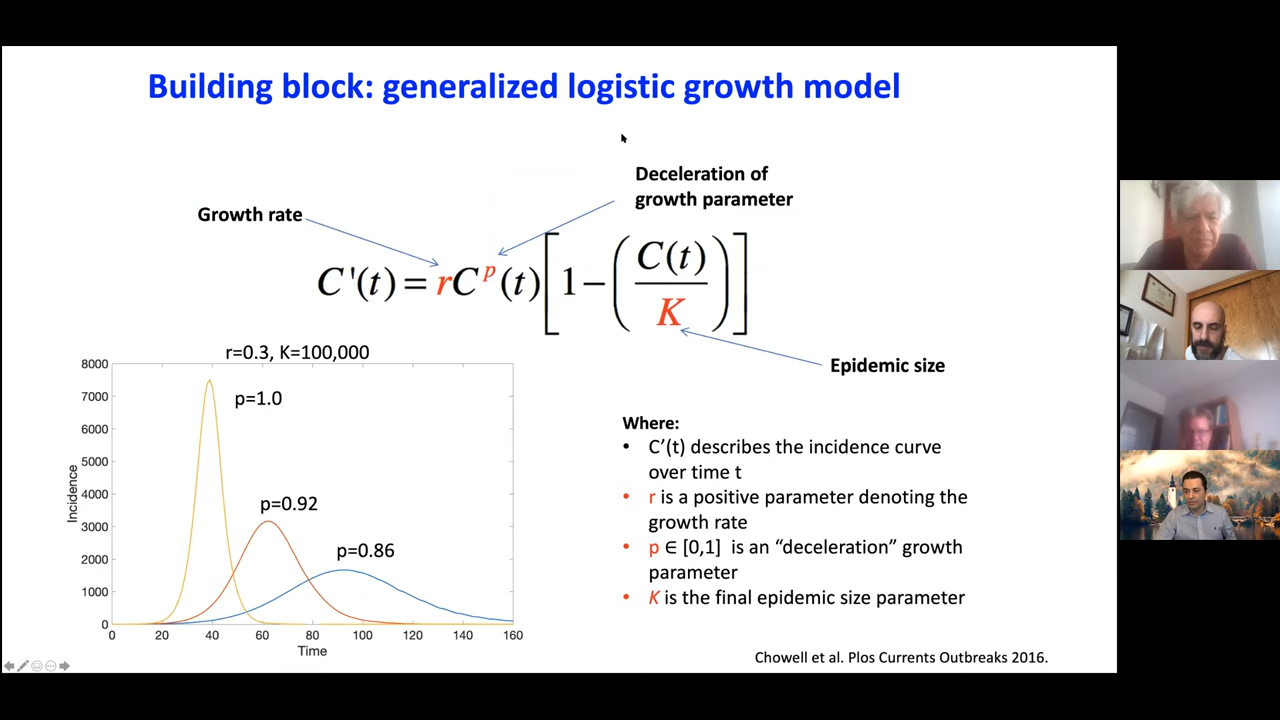 Building block: generalized logistic growth model
Deceleration of
growth parameter
Growth rate
C'(t) = rC^p(t)[1−(C(t)/K)]
Epidemic size
r=0.3, K=100,000
8000
7000
6000
5000
4000
3000
2000
1000
0
Incidence
p=1.0
p=0.92
p=0.86
0 20 40 60 80 100 120 140 160
Time
Where:
• C’(t) describes the incidence curve
over time t
• r is a positive parameter denoting the
growth rate
• p ∈ [0,1] is an “deceleration” growth
parameter
• K is the final epidemic size parameter
Chowell et al. Plos Currents Outbreaks 2016.